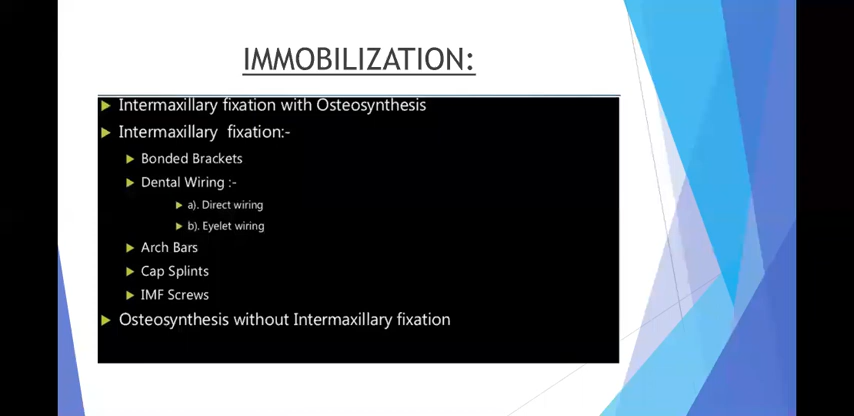 IMMOBILIZATION:
Intermaxillary fixation with Osteosynthesis
Intermaxillary fixation:-
Bonded Brackets
Dental Wiring :-
a). Direct wiring
b). Eyelet wiring
Arch Bars
Cap Splints
IMF Screws
Osteosynthesis without Intermaxillary fixation